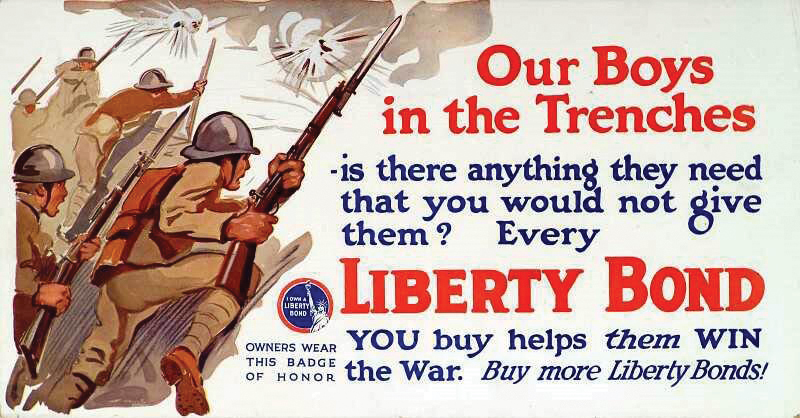 Our Boys
in the Trenches
-is there anything they need
that you would not give
them? Every
LIBERTY BOND
YOU buy helps them WIN
the War. Buy more Liberty Bonds!
I OWN A
LIBERTY
BOND
OWNERS WEAR
THIS BADGE
OF HONOR